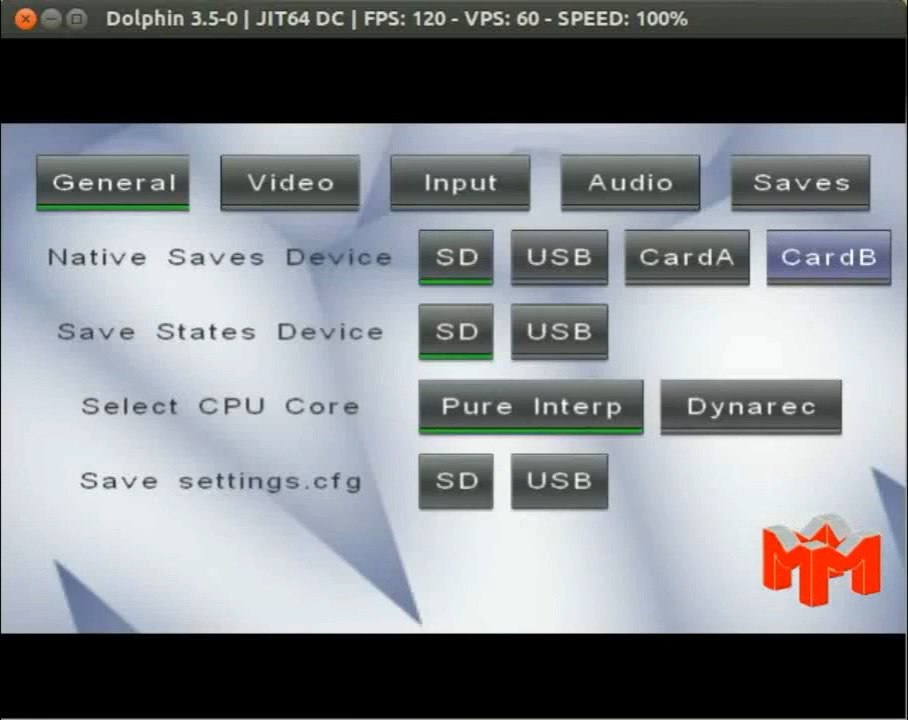 Dolphin 3.5-0 | JIT64 DC | FPS: 120 - VPS: 60 - SPEED: 100%
General Video Input Audio Saves
Native Saves Device SD USB CardA CardB
Save States Device SD USB
Select CPU Core Pure Interp Dynarec
Save settings.cfg SD USB